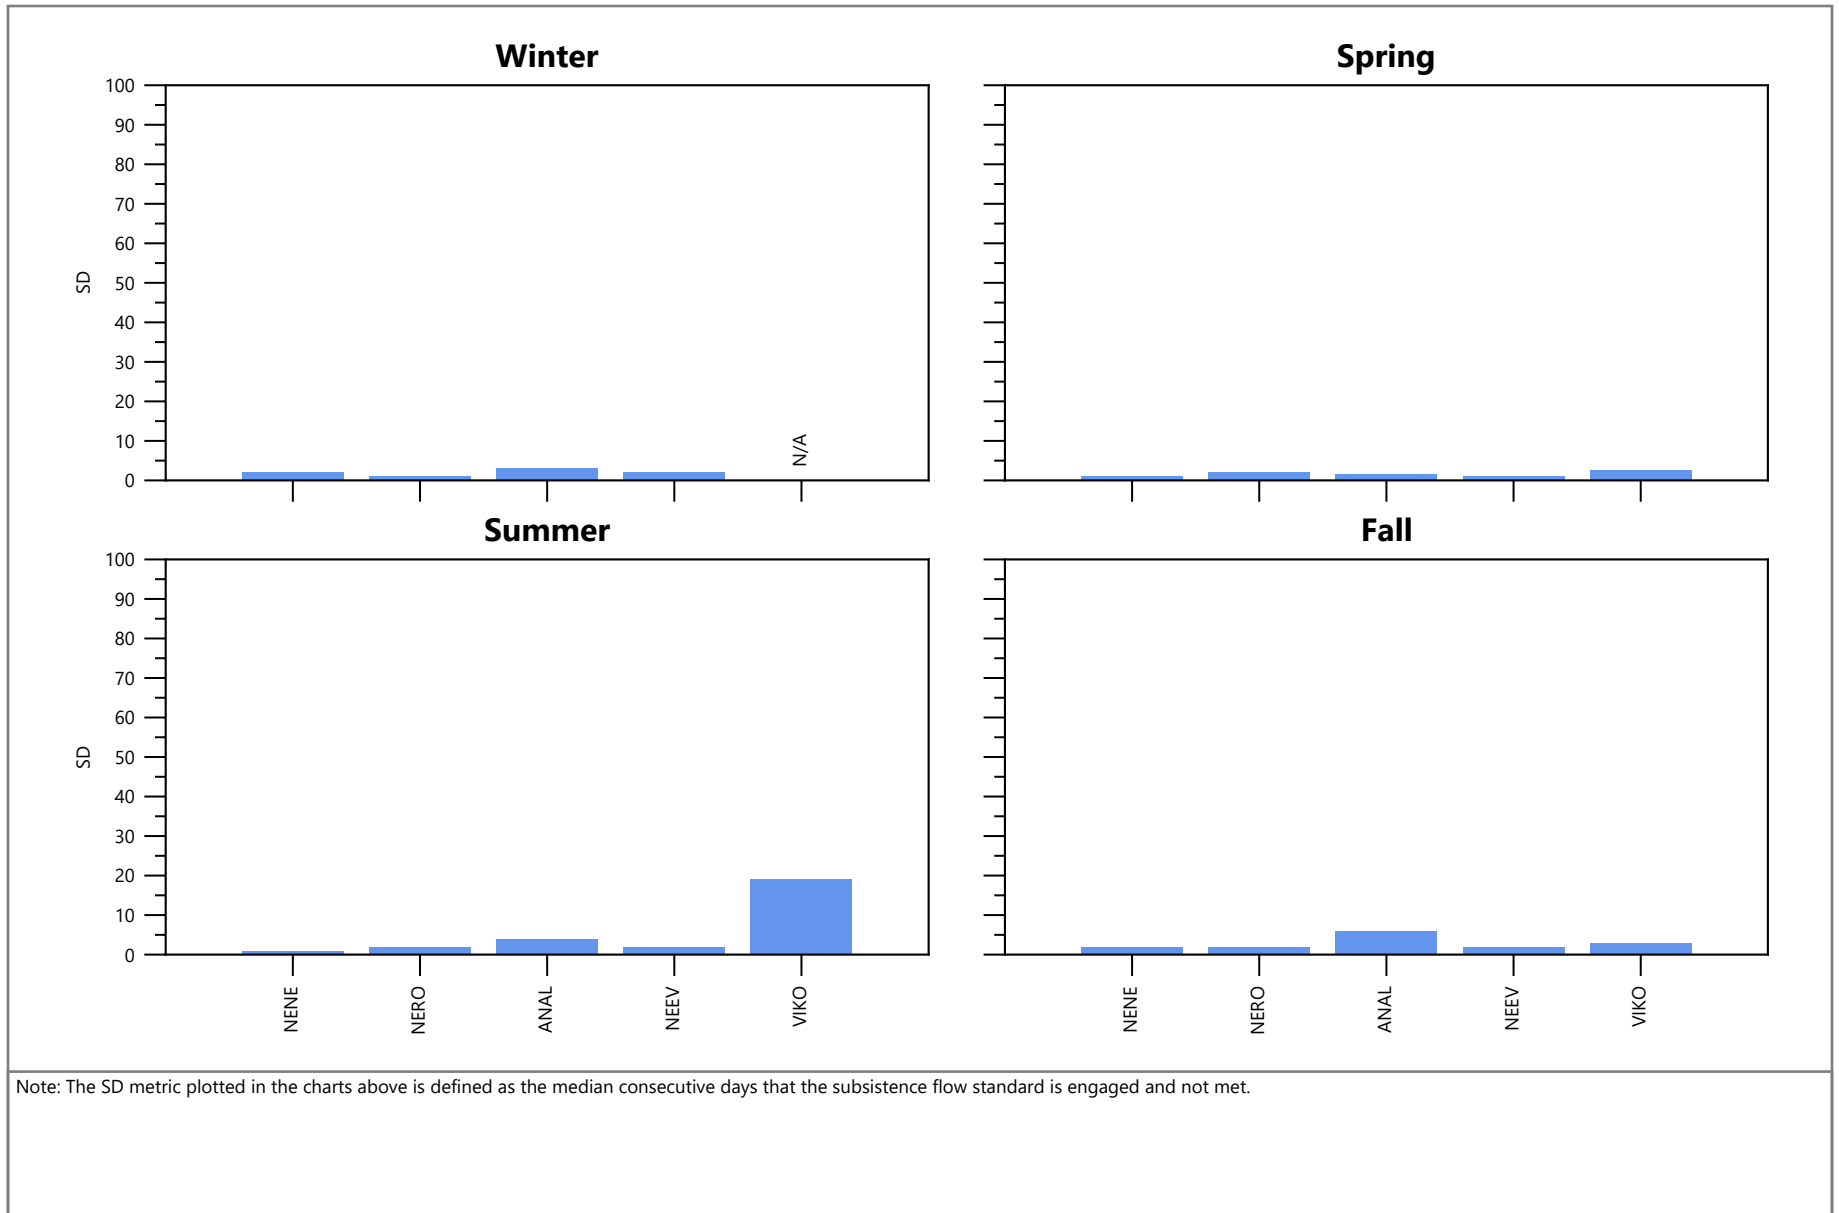 Winter
Spring
100
90
80
70
60
50
40
30
20
10
0
SD
N/A
Summer
Fall
100
90
80
70
60
50
40
30
20
10
0
SD
NENE
NERO
ANAL
NEEV
VIKO
NENE
NERO
ANAL
NEEV
VIKO
Note: The SD metric plotted in the charts above is defined as the median consecutive days that the subsistence flow standard is engaged and not met.